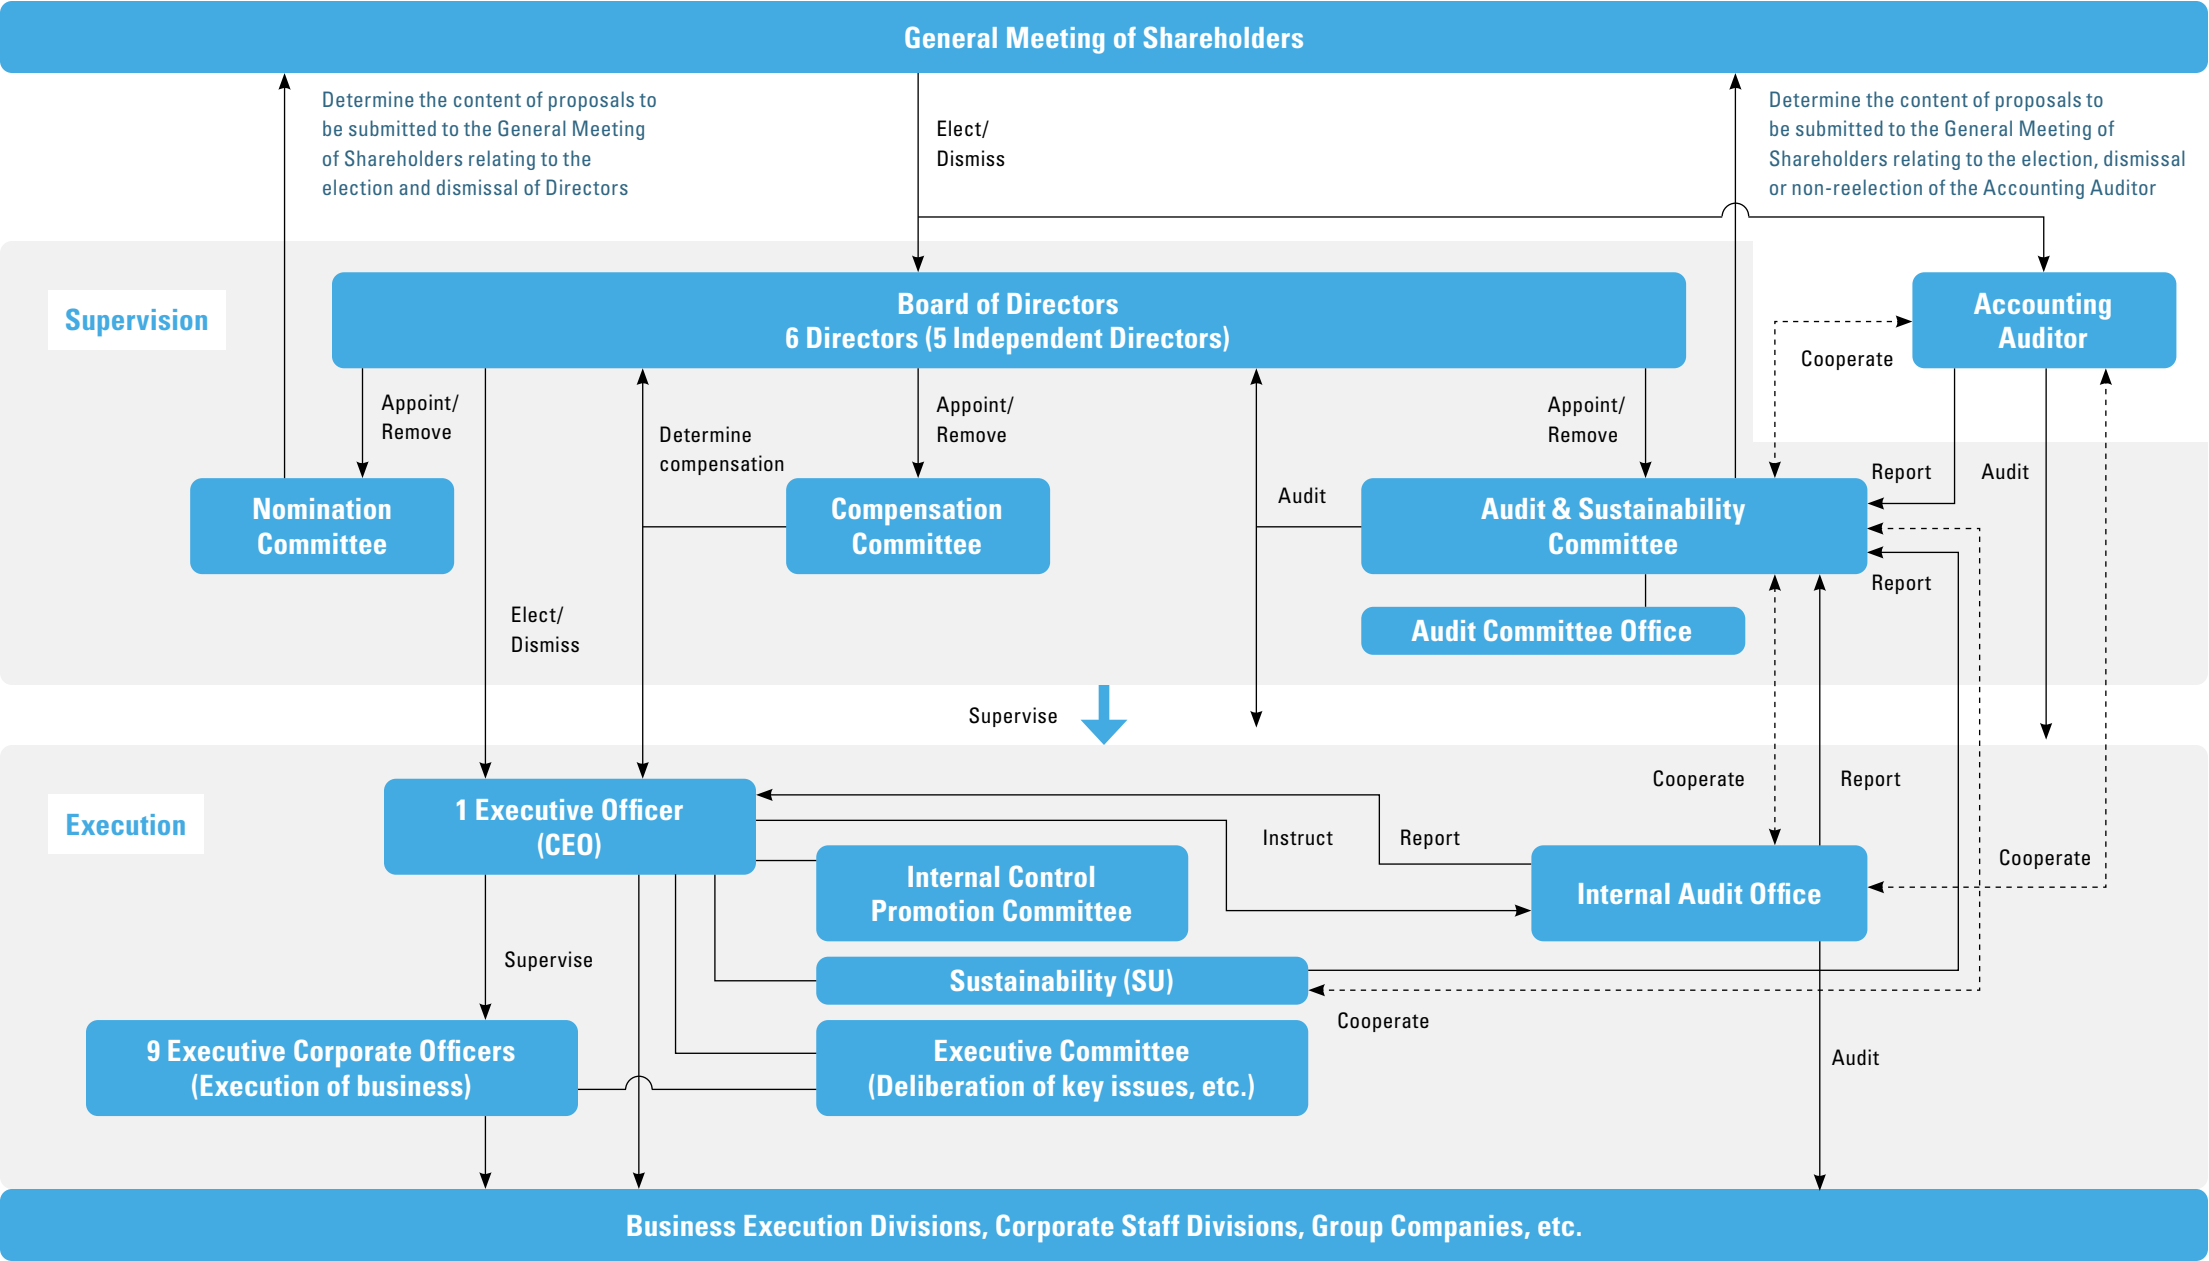 General Meeting of Shareholders
Determine the content of proposals to
be submitted to the General Meeting
of Shareholders relating to the
election and dismissal of Directors
Elect/
Dismiss
Determine the content of proposals to
be submitted to the General Meeting of
Shareholders relating to the election, dismissal
or non-reelection of the Accounting Auditor
Supervision
Board of Directors
6 Directors (5 Independent Directors)
Accounting
Auditor
Cooperate
Appoint/
Remove
Determine
compensation
Appoint/
Remove
Appoint/
Remove
Audit
Report
Audit
Nomination
Committee
Compensation
Committee
Audit & Sustainability
Committee
Report
Audit Committee Office
Elect/
Dismiss
Supervise
Execution
1 Executive Officer
(CEO)
Cooperate
Report
Instruct
Report
Cooperate
Internal Control
Promotion Committee
Internal Audit Office
Supervise
Sustainability (SU)
Cooperate
9 Executive Corporate Officers
(Execution of business)
Executive Committee
(Deliberation of key issues, etc.)
Audit
Business Execution Divisions, Corporate Staff Divisions, Group Companies, etc.